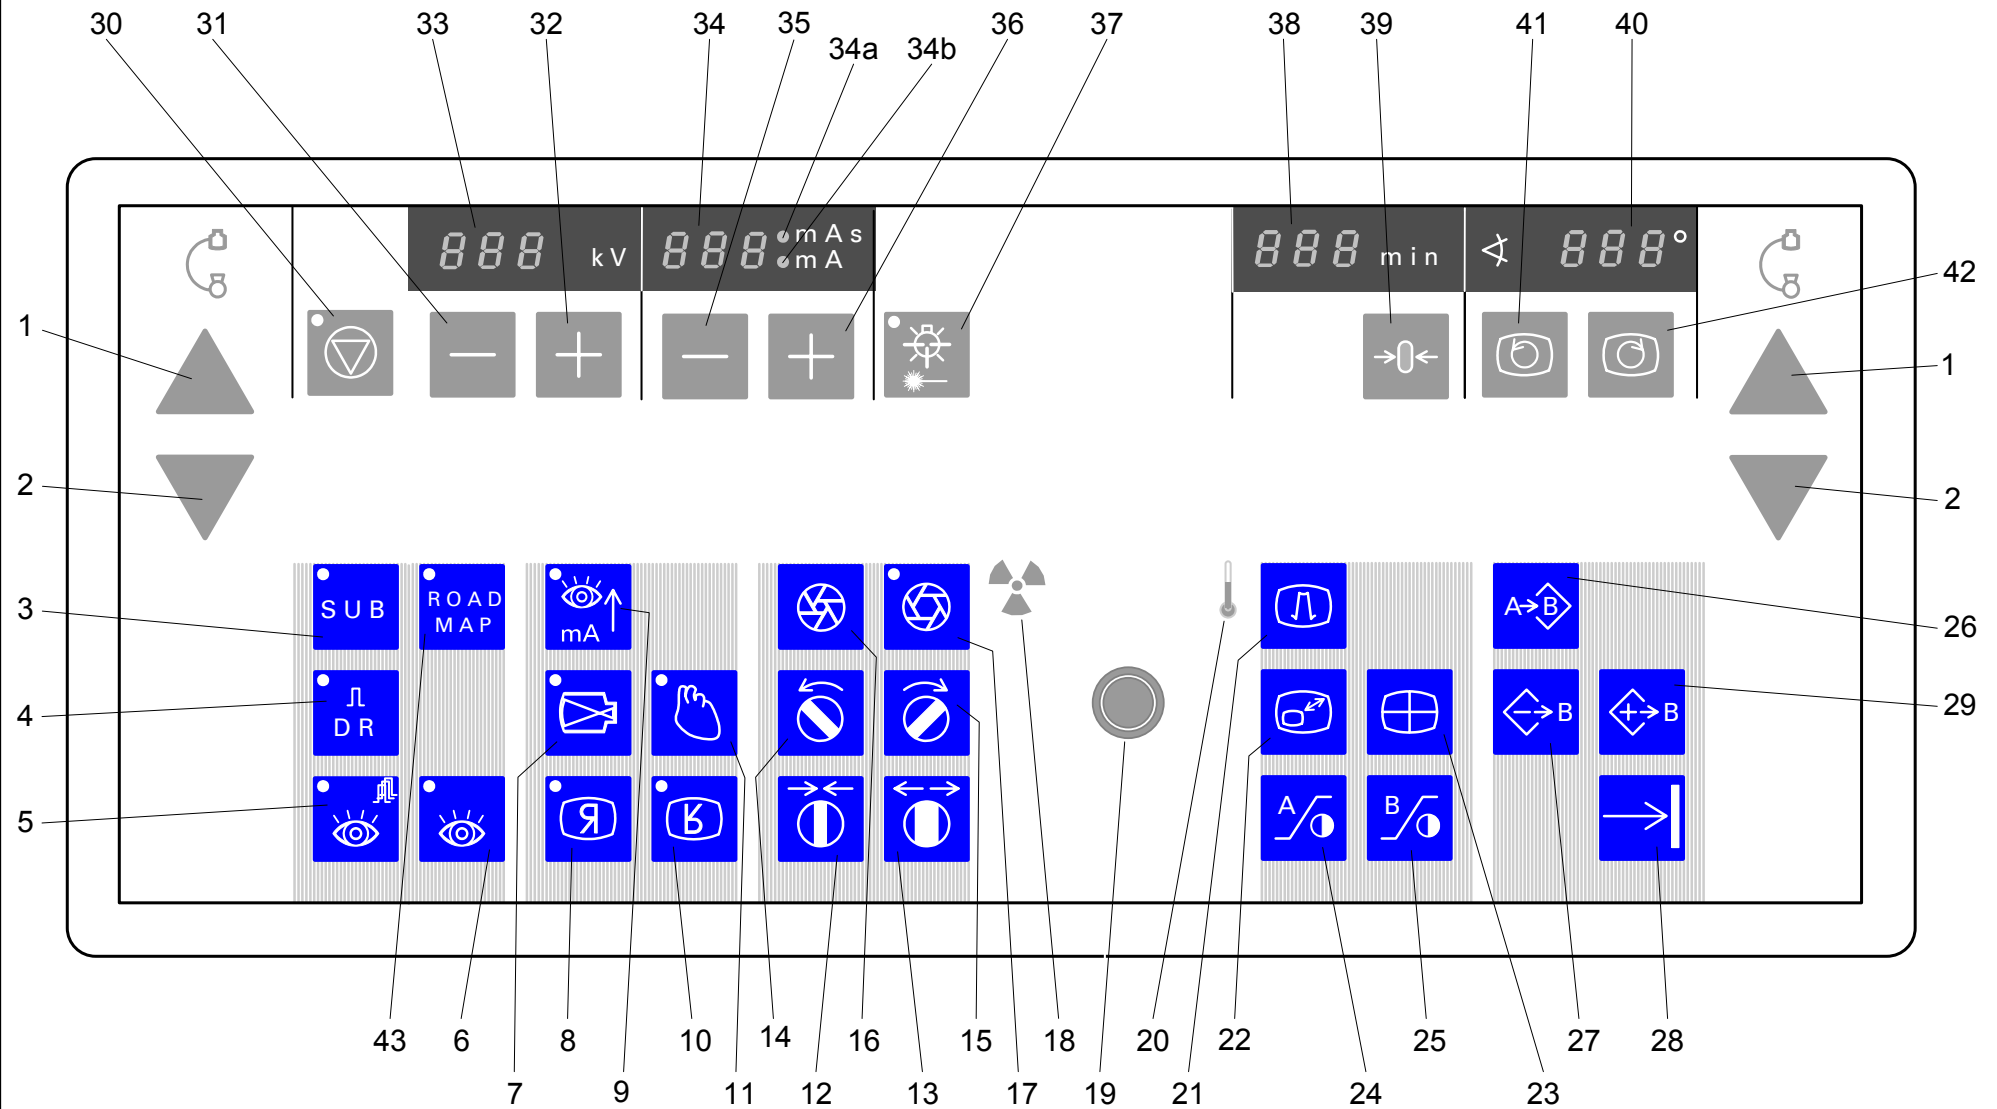 30 31 33 32 34 35 36 37 38 39 41 40
34a 34b
888 kV 888 mAs 888 min 888°
mA
42
1 1
2 2
SUB ROAD mA A B
MAP
3 26
4 DR B B 29
5 R R A B
43 6 8 10 14 16 15 18 20 22 25 27 28
7 9 11 12 13 17 19 21 24 23